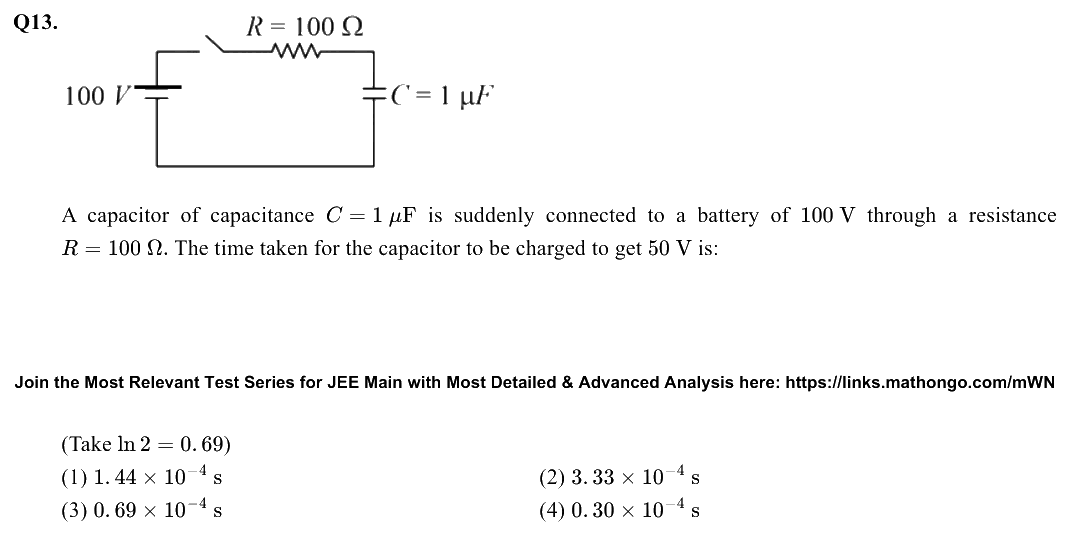 Q13.
R = 100 Ω
100 V
C = 1 μF
A capacitor of capacitance C = 1 μF is suddenly connected to a battery of 100 V through a resistance
R = 100 Ω. The time taken for the capacitor to be charged to get 50 V is:
Join the Most Relevant Test Series for JEE Main with Most Detailed & Advanced Analysis here: https://links.mathongo.com/mWN
(Take ln 2 = 0.69)
(1) 1.44 × 10⁻⁴ s (2) 3.33 × 10⁻⁴ s
(3) 0.69 × 10⁻⁴ s (4) 0.30 × 10⁻⁴ s